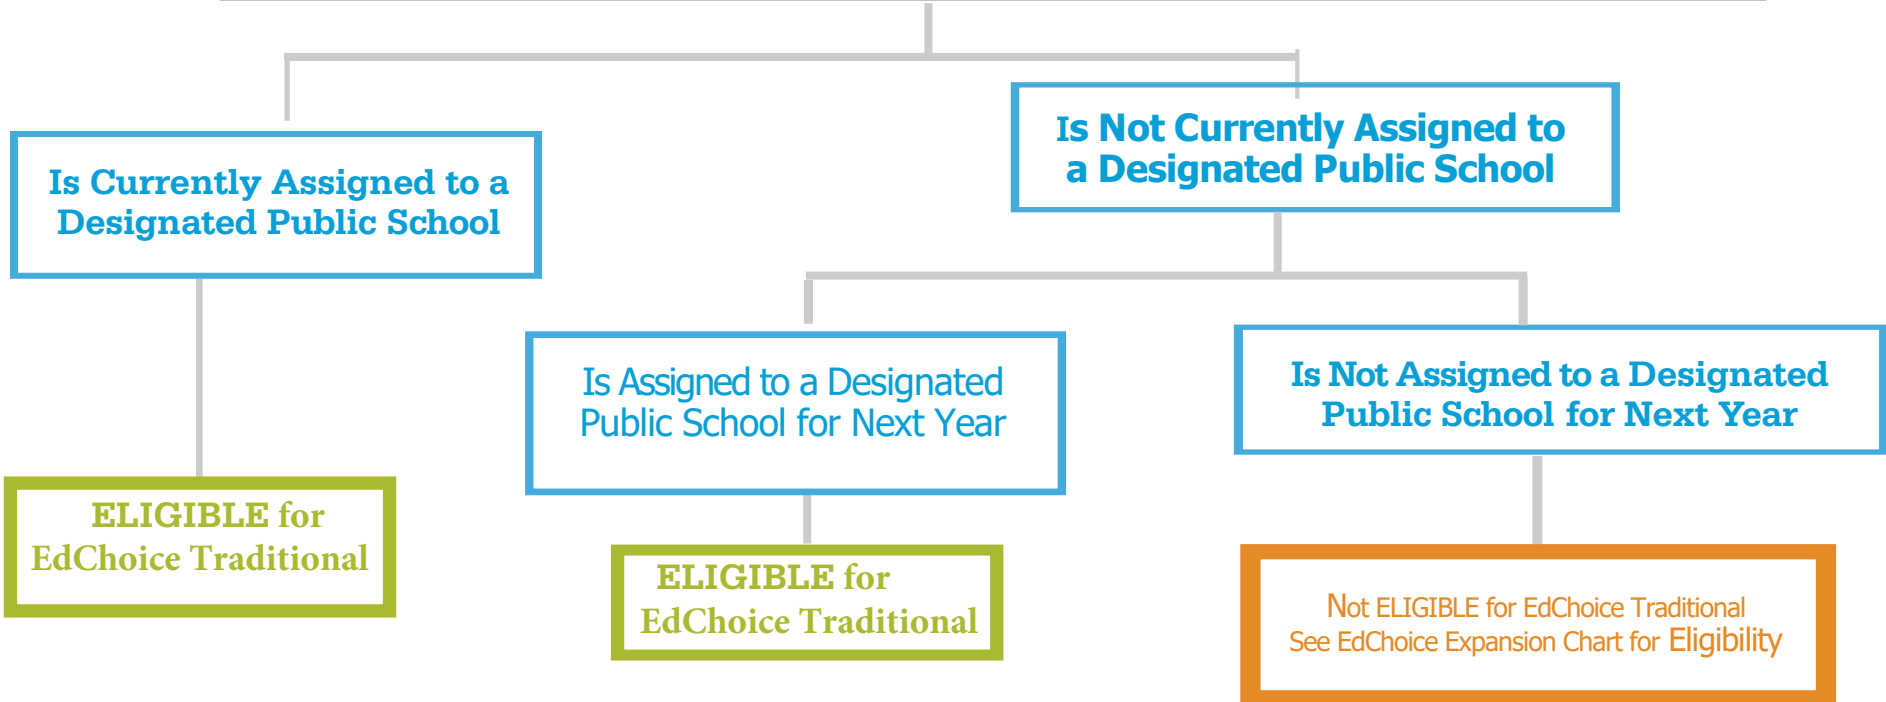 Is Not Currently Assigned to
a Designated Public School
Is Currently Assigned to a
Designated Public School
Is Assigned to a Designated
Public School for Next Year
Is Not Assigned to a Designated
Public School for Next Year
ELIGIBLE for
EdChoice Traditional
ELIGIBLE for
EdChoice Traditional
Not ELIGIBLE for EdChoice Traditional
See EdChoice Expansion Chart for Eligibility